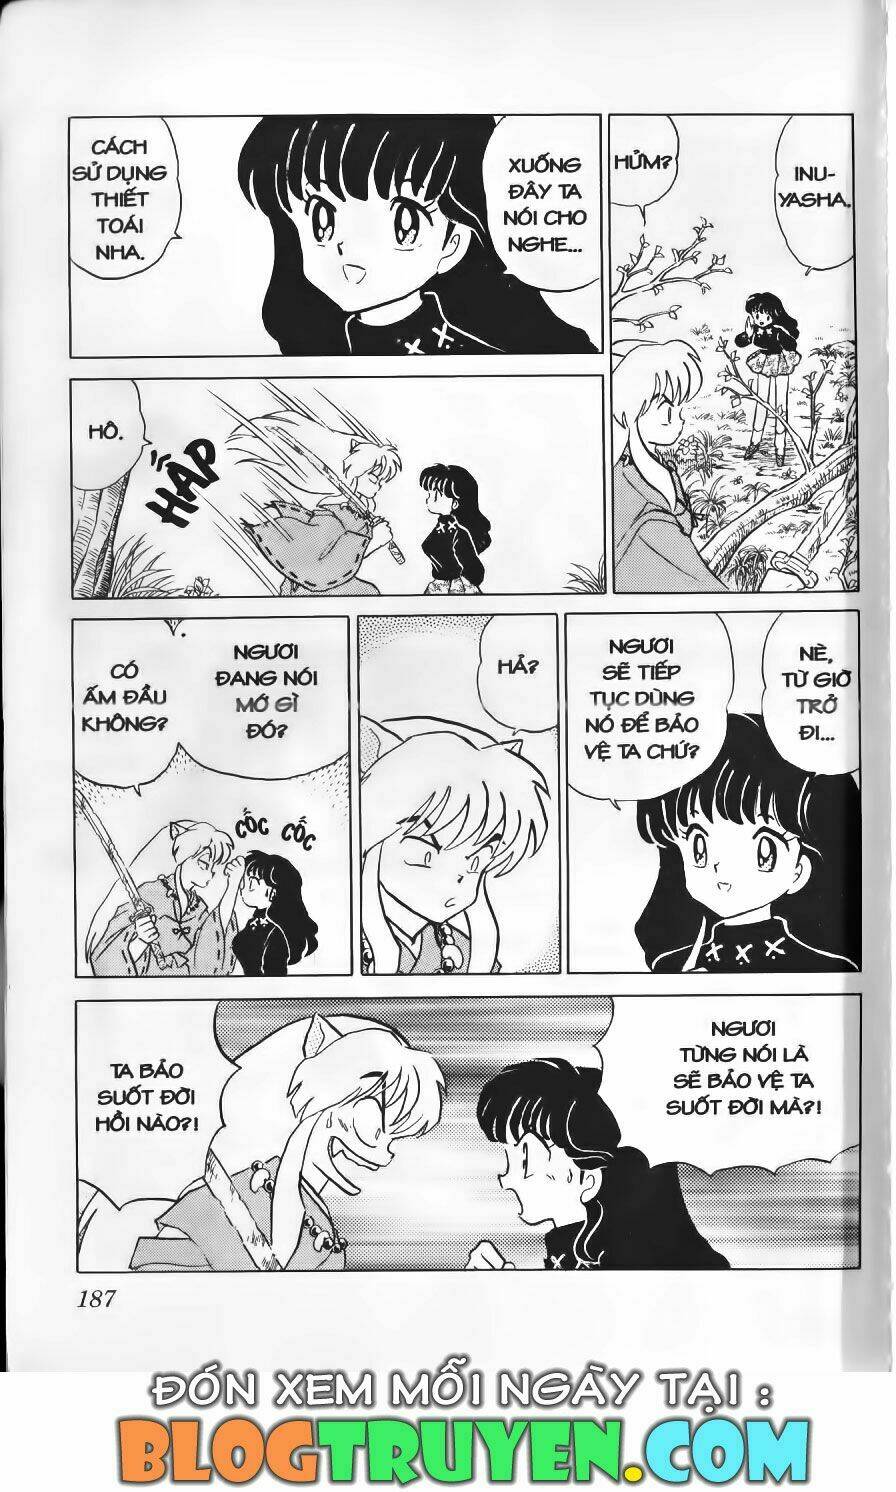 INU-
YASHA.
HỬM?
XUỐNG
ĐÂY TA
NÓI CHO
NGHE...
CÁCH
SỬ DỤNG
THIẾT
TOÁI
NHA.
HÔ.
HẤP
NÈ,
TỪ GIỜ
TRỞ
ĐI...
NGƯƠI
SẼ TIẾP
TỤC DÙNG
NÓ ĐỂ BẢO
VỆ TA CHỨ?
HẢ?
NGƯƠI
ĐANG NÓI
MỚ GÌ
ĐÓ?
CÓ
ẤM ĐẦU
KHÔNG?
CỐC CỐC
NGƯƠI
TỪNG NÓI LÀ
SẼ BẢO VỆ TA
SUỐT ĐỜI MÀ?!
TA BẢO
SUỐT ĐỜI
HỒI NÀO?!
187
ĐÓN XEM MỖI NGÀY TẠI :
BLOGTRUYEN.COM